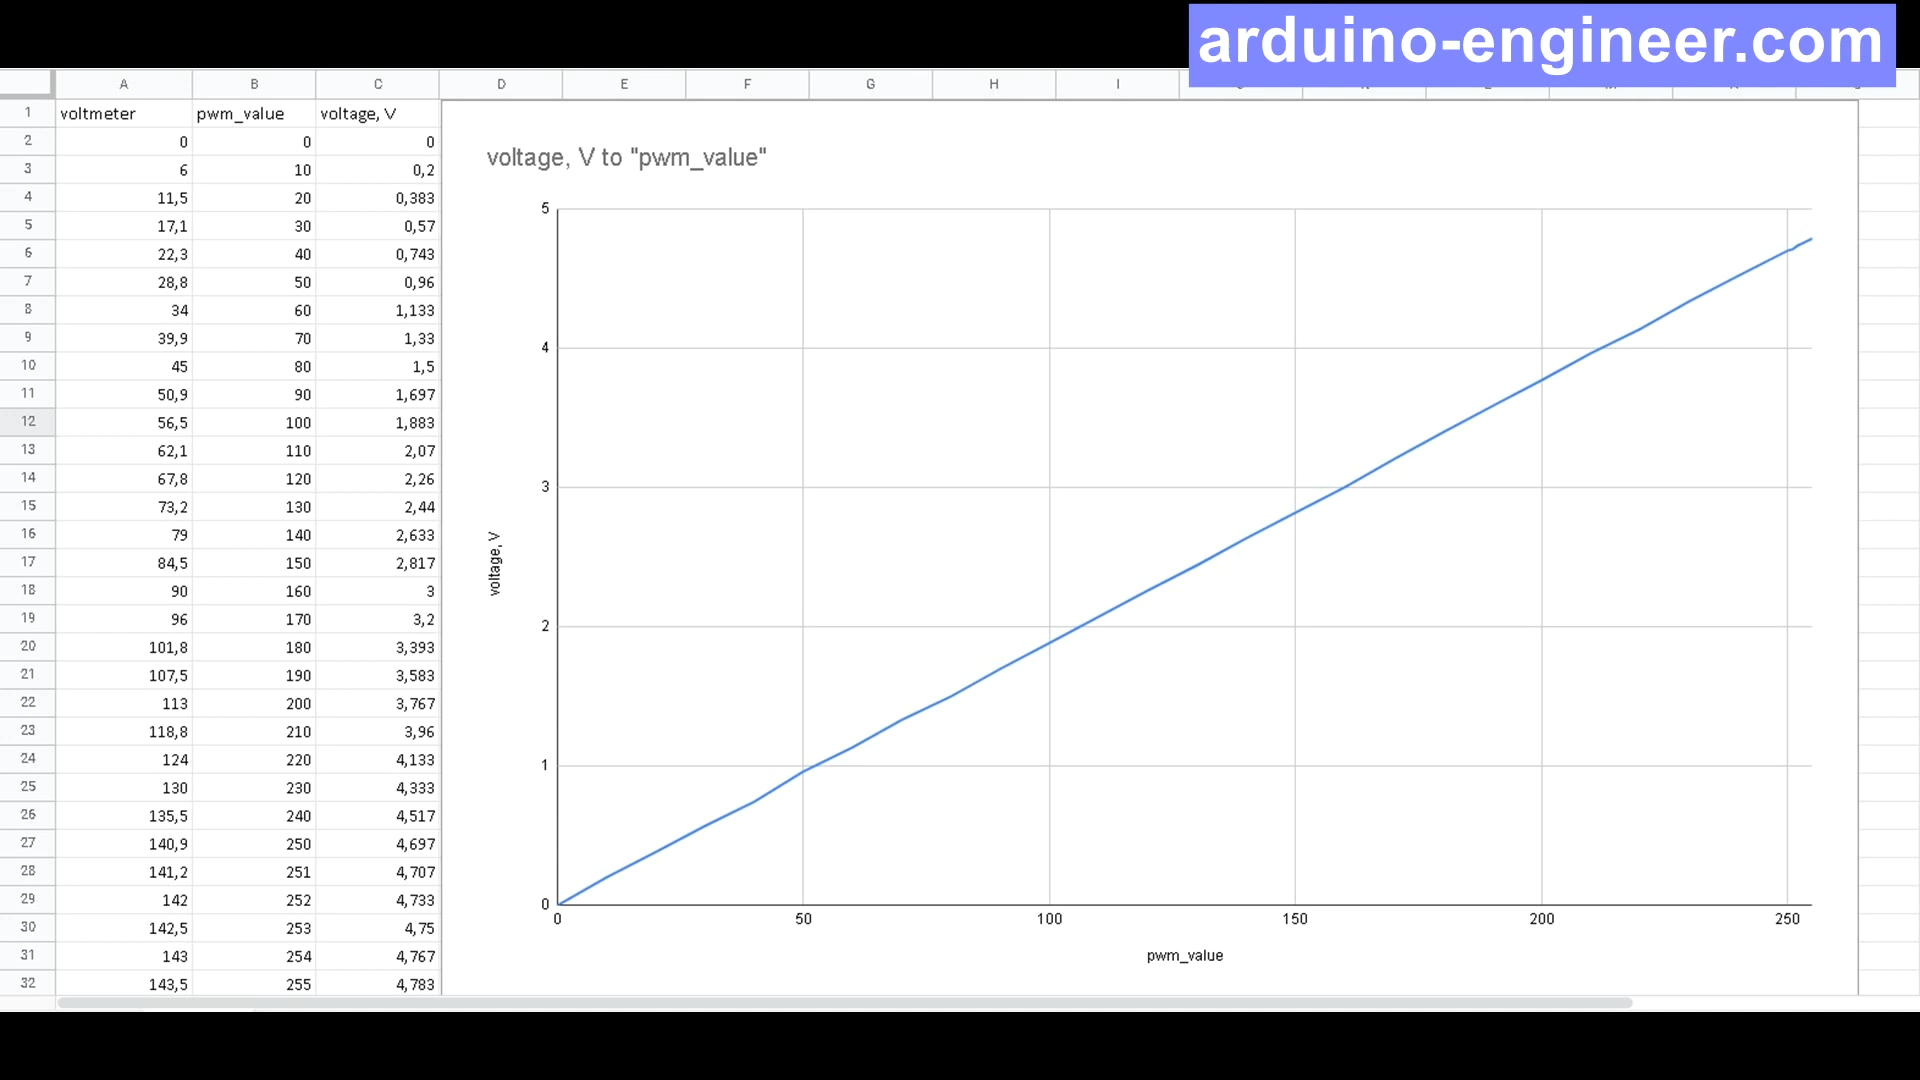 arduino-engineer.com
A B C D E F G H I
1 voltmeter pwm_value voltage, V
2 0 0 0
3 6 10 0,2
4 11,5 20 0,383
5 17,1 30 0,57
6 22,3 40 0,743
7 28,8 50 0,96
8 34 60 1,133
9 39,9 70 1,33
10 45 80 1,5
11 50,9 90 1,697
12 56,5 100 1,883
13 62,1 110 2,07
14 67,8 120 2,26
15 73,2 130 2,44
16 79 140 2,633
17 84,5 150 2,817
18 90 160 3
19 96 170 3,2
20 101,8 180 3,393
21 107,5 190 3,583
22 113 200 3,767
23 118,8 210 3,96
24 124 220 4,133
25 130 230 4,333
26 135,5 240 4,517
27 140,9 250 4,697
28 141,2 251 4,707
29 142 252 4,733
30 142,5 253 4,75
31 143 254 4,767
32 143,5 255 4,783
voltage, V to "pwm_value"
5
4
3
2
1
0
voltage, V
0 50 100 150 200 250
pwm_value